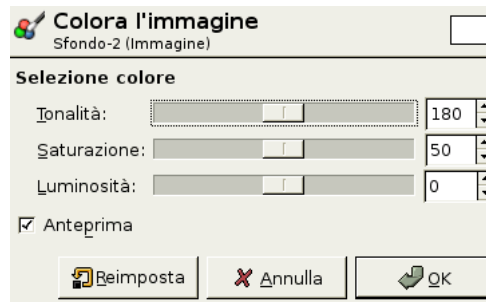 Colora l'immagine
Sfondo-2 (Immagine)
Selezione colore
Tonalità: 180
Saturazione: 50
Luminosità: 0
Anteprima
Reimposta Annulla OK